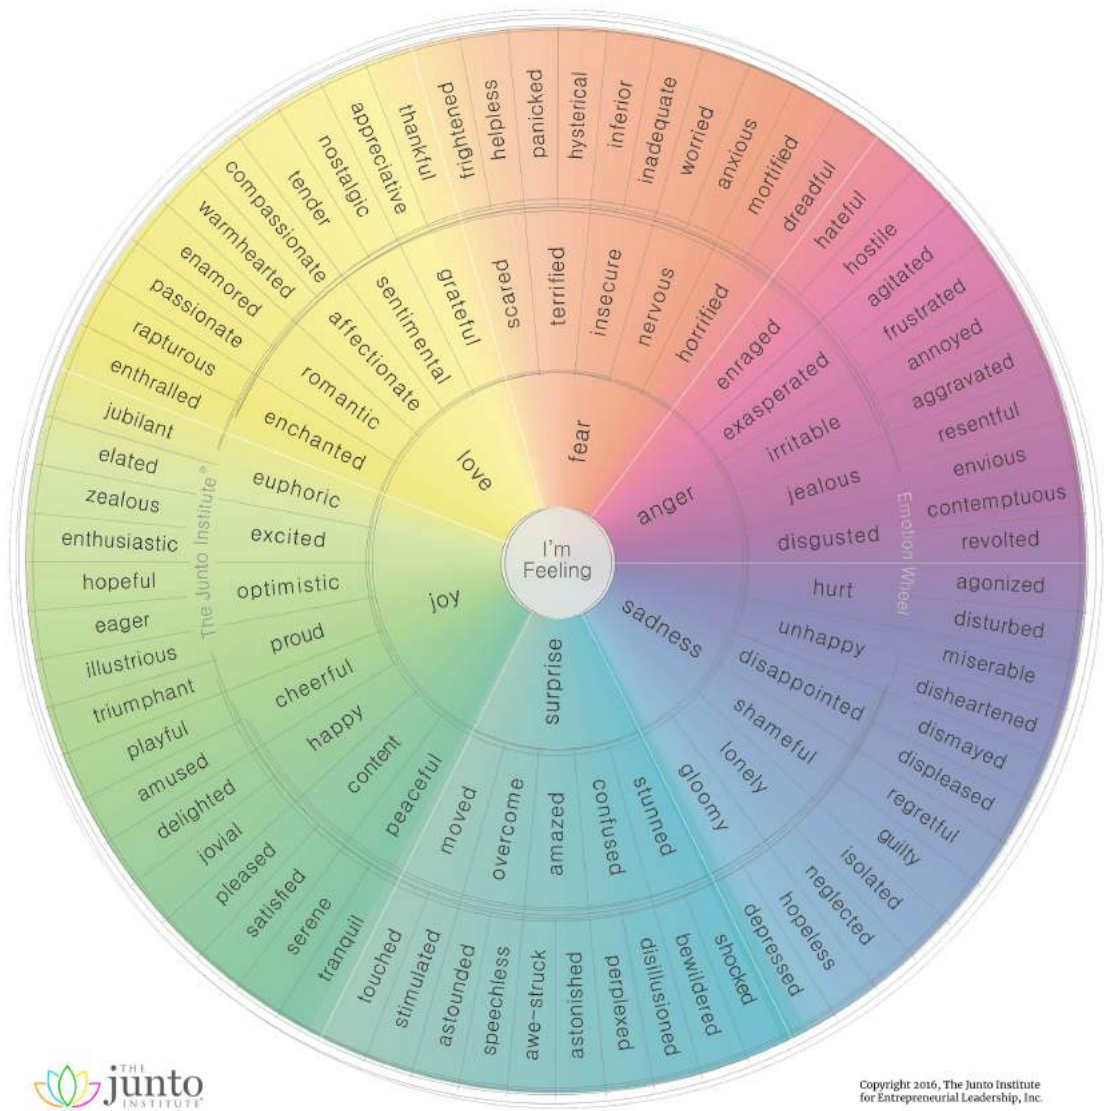 I'm
Feeling
fear
anger
sadness
surprise
joy
love
scared
terrified
insecure
nervous
horrified
enraged
exasperated
irritable
jealous
disgusted
hurt
unhappy
disappointed
shameful
lonely
gloomy
stunned
confused
amazed
overcome
moved
peaceful
content
happy
cheerful
proud
optimistic
excited
euphoric
enchanted
romantic
affectionate
sentimental
grateful
frightened
helpless
panicked
hysterical
inferior
inadequate
worried
anxious
mortified
dreadful
hateful
hostile
agitated
frustrated
annoyed
aggravated
resentful
envious
contemptuous
revolted
agonized
disturbed
miserable
disheartened
dismayed
displeased
regretful
guilty
isolated
neglected
hopeless
depressed
shocked
bewildered
disillusioned
perplexed
astonished
awe-struck
speechless
astounded
stimulated
touched
tranquil
serene
satisfied
pleased
jovial
delighted
amused
playful
triumphant
illustrious
eager
hopeful
enthusiastic
zealous
elated
jubilant
enthralled
rapturous
passionate
enamored
warmhearted
compassionate
tender
nostalgic
appreciative
thankful
The Junto Institute®
Emotion Wheel
THE
junto
INSTITUTE
Copyright 2016, The Junto Institute
for Entrepreneurial Leadership, Inc.